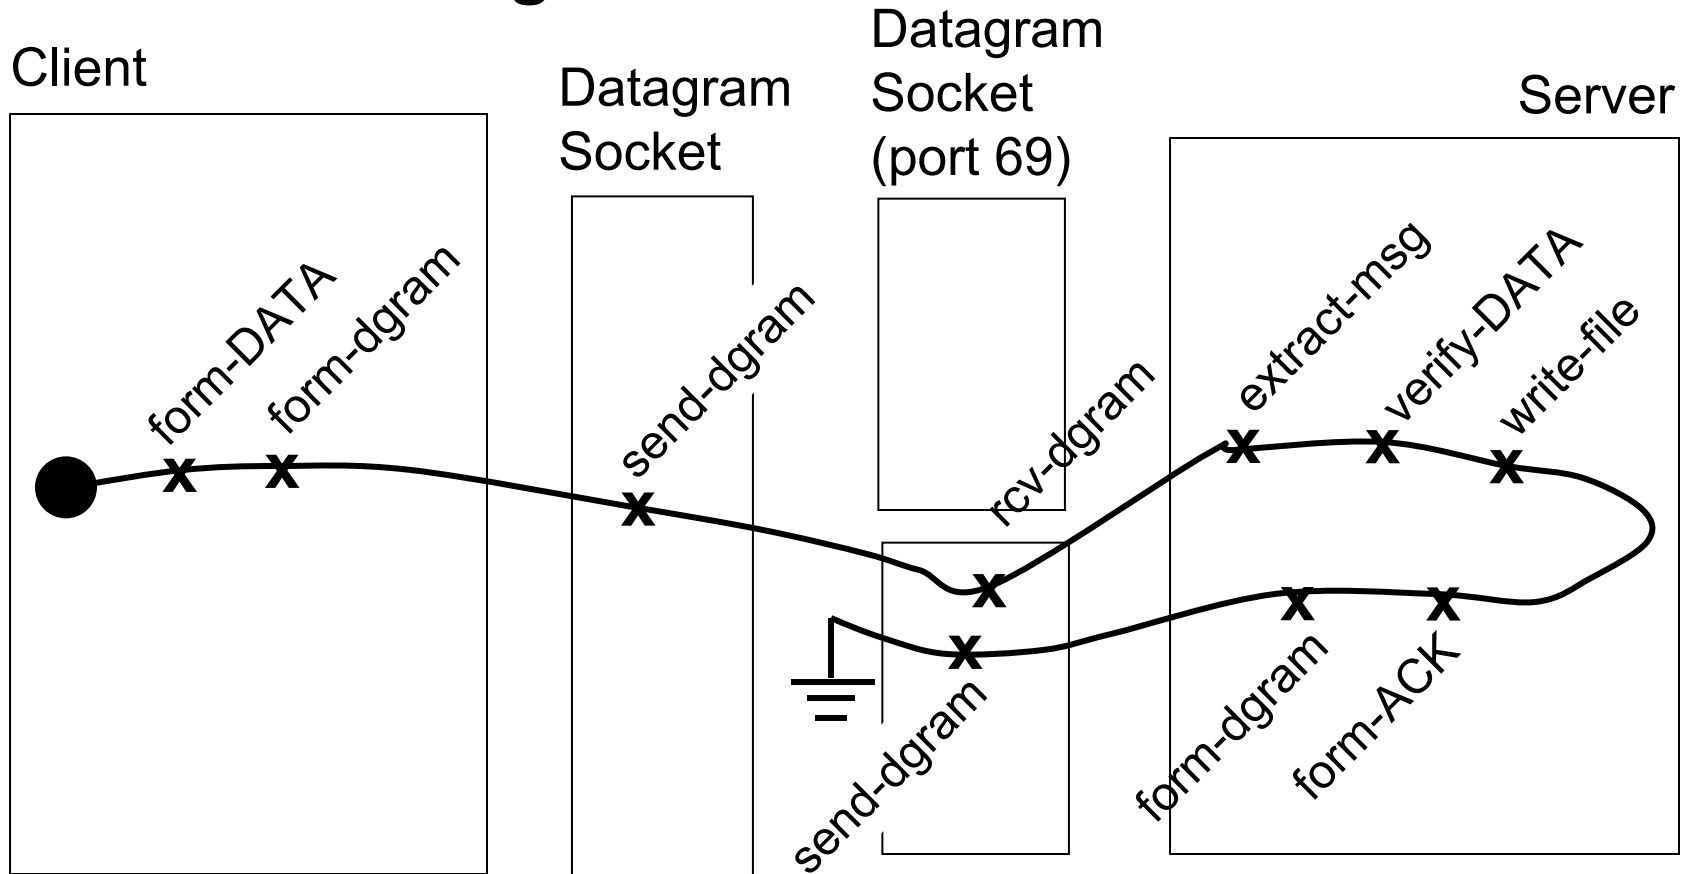 Client
Datagram
Socket
Datagram
Socket
(port 69)
Server
form-DATA
form-dgram
send-dgram
rcv-dgram
extract-msg
verify-DATA
write-file
form-ACK
form-dgram
send-dgram